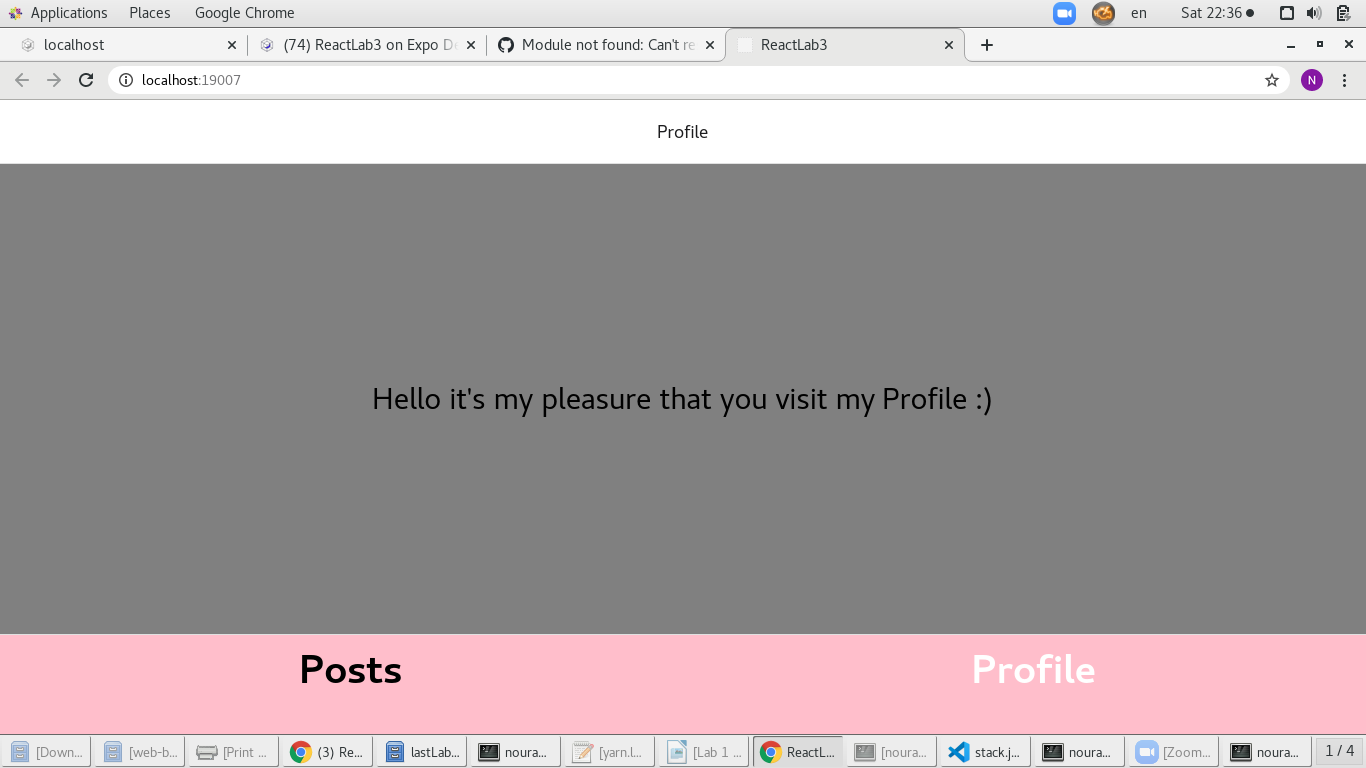 Applications Places Google Chrome en Sat 22:36
localhost (74) ReactLab3 on Expo De Module not found: Can't re ReactLab3
localhost:19007 N
Profile
Hello it's my pleasure that you visit my Profile :)
Posts Profile
[Down... [web-b... [Print ... (3) Re... lastLab... noura... [yarn.l... [Lab 1 ... ReactL... [noura... stack.j... noura... [Zoom... noura... 1 / 4